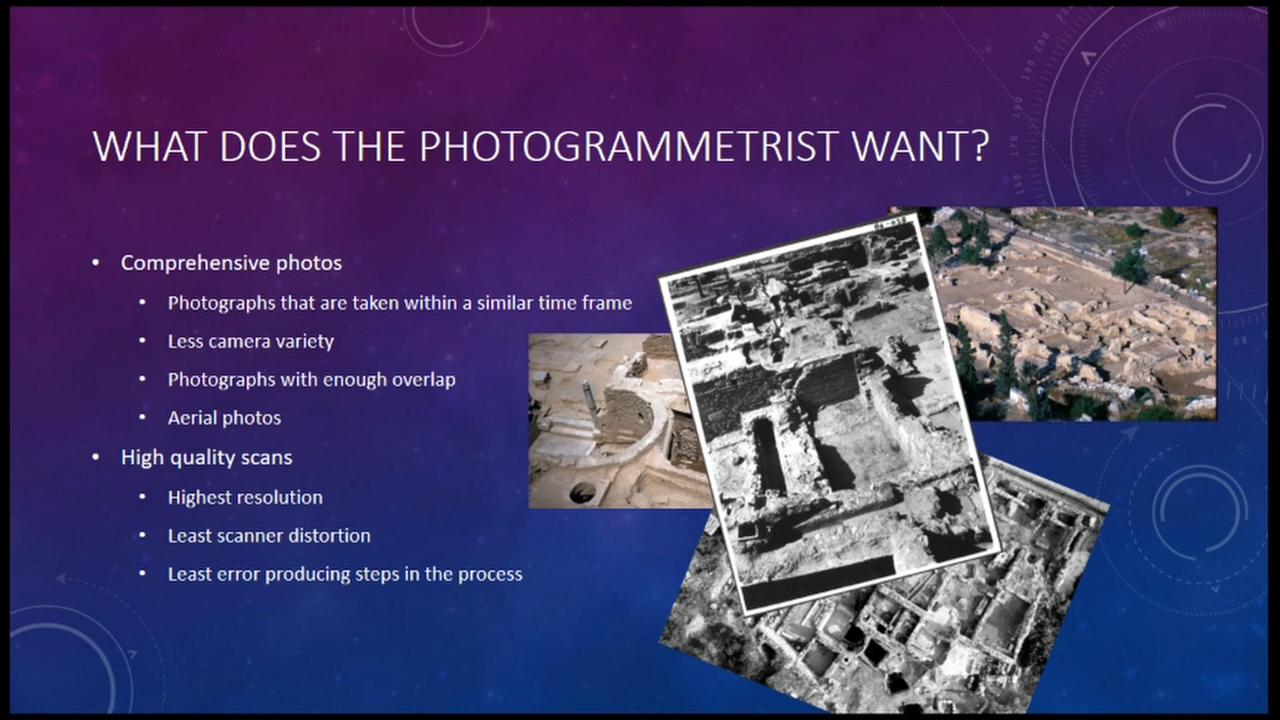 WHAT DOES THE PHOTOGRAMMETRIST WANT?
• Comprehensive photos
• Photographs that are taken within a similar time frame
• Less camera variety
• Photographs with enough overlap
• Aerial photos
• High quality scans
• Highest resolution
• Least scanner distortion
• Least error producing steps in the process